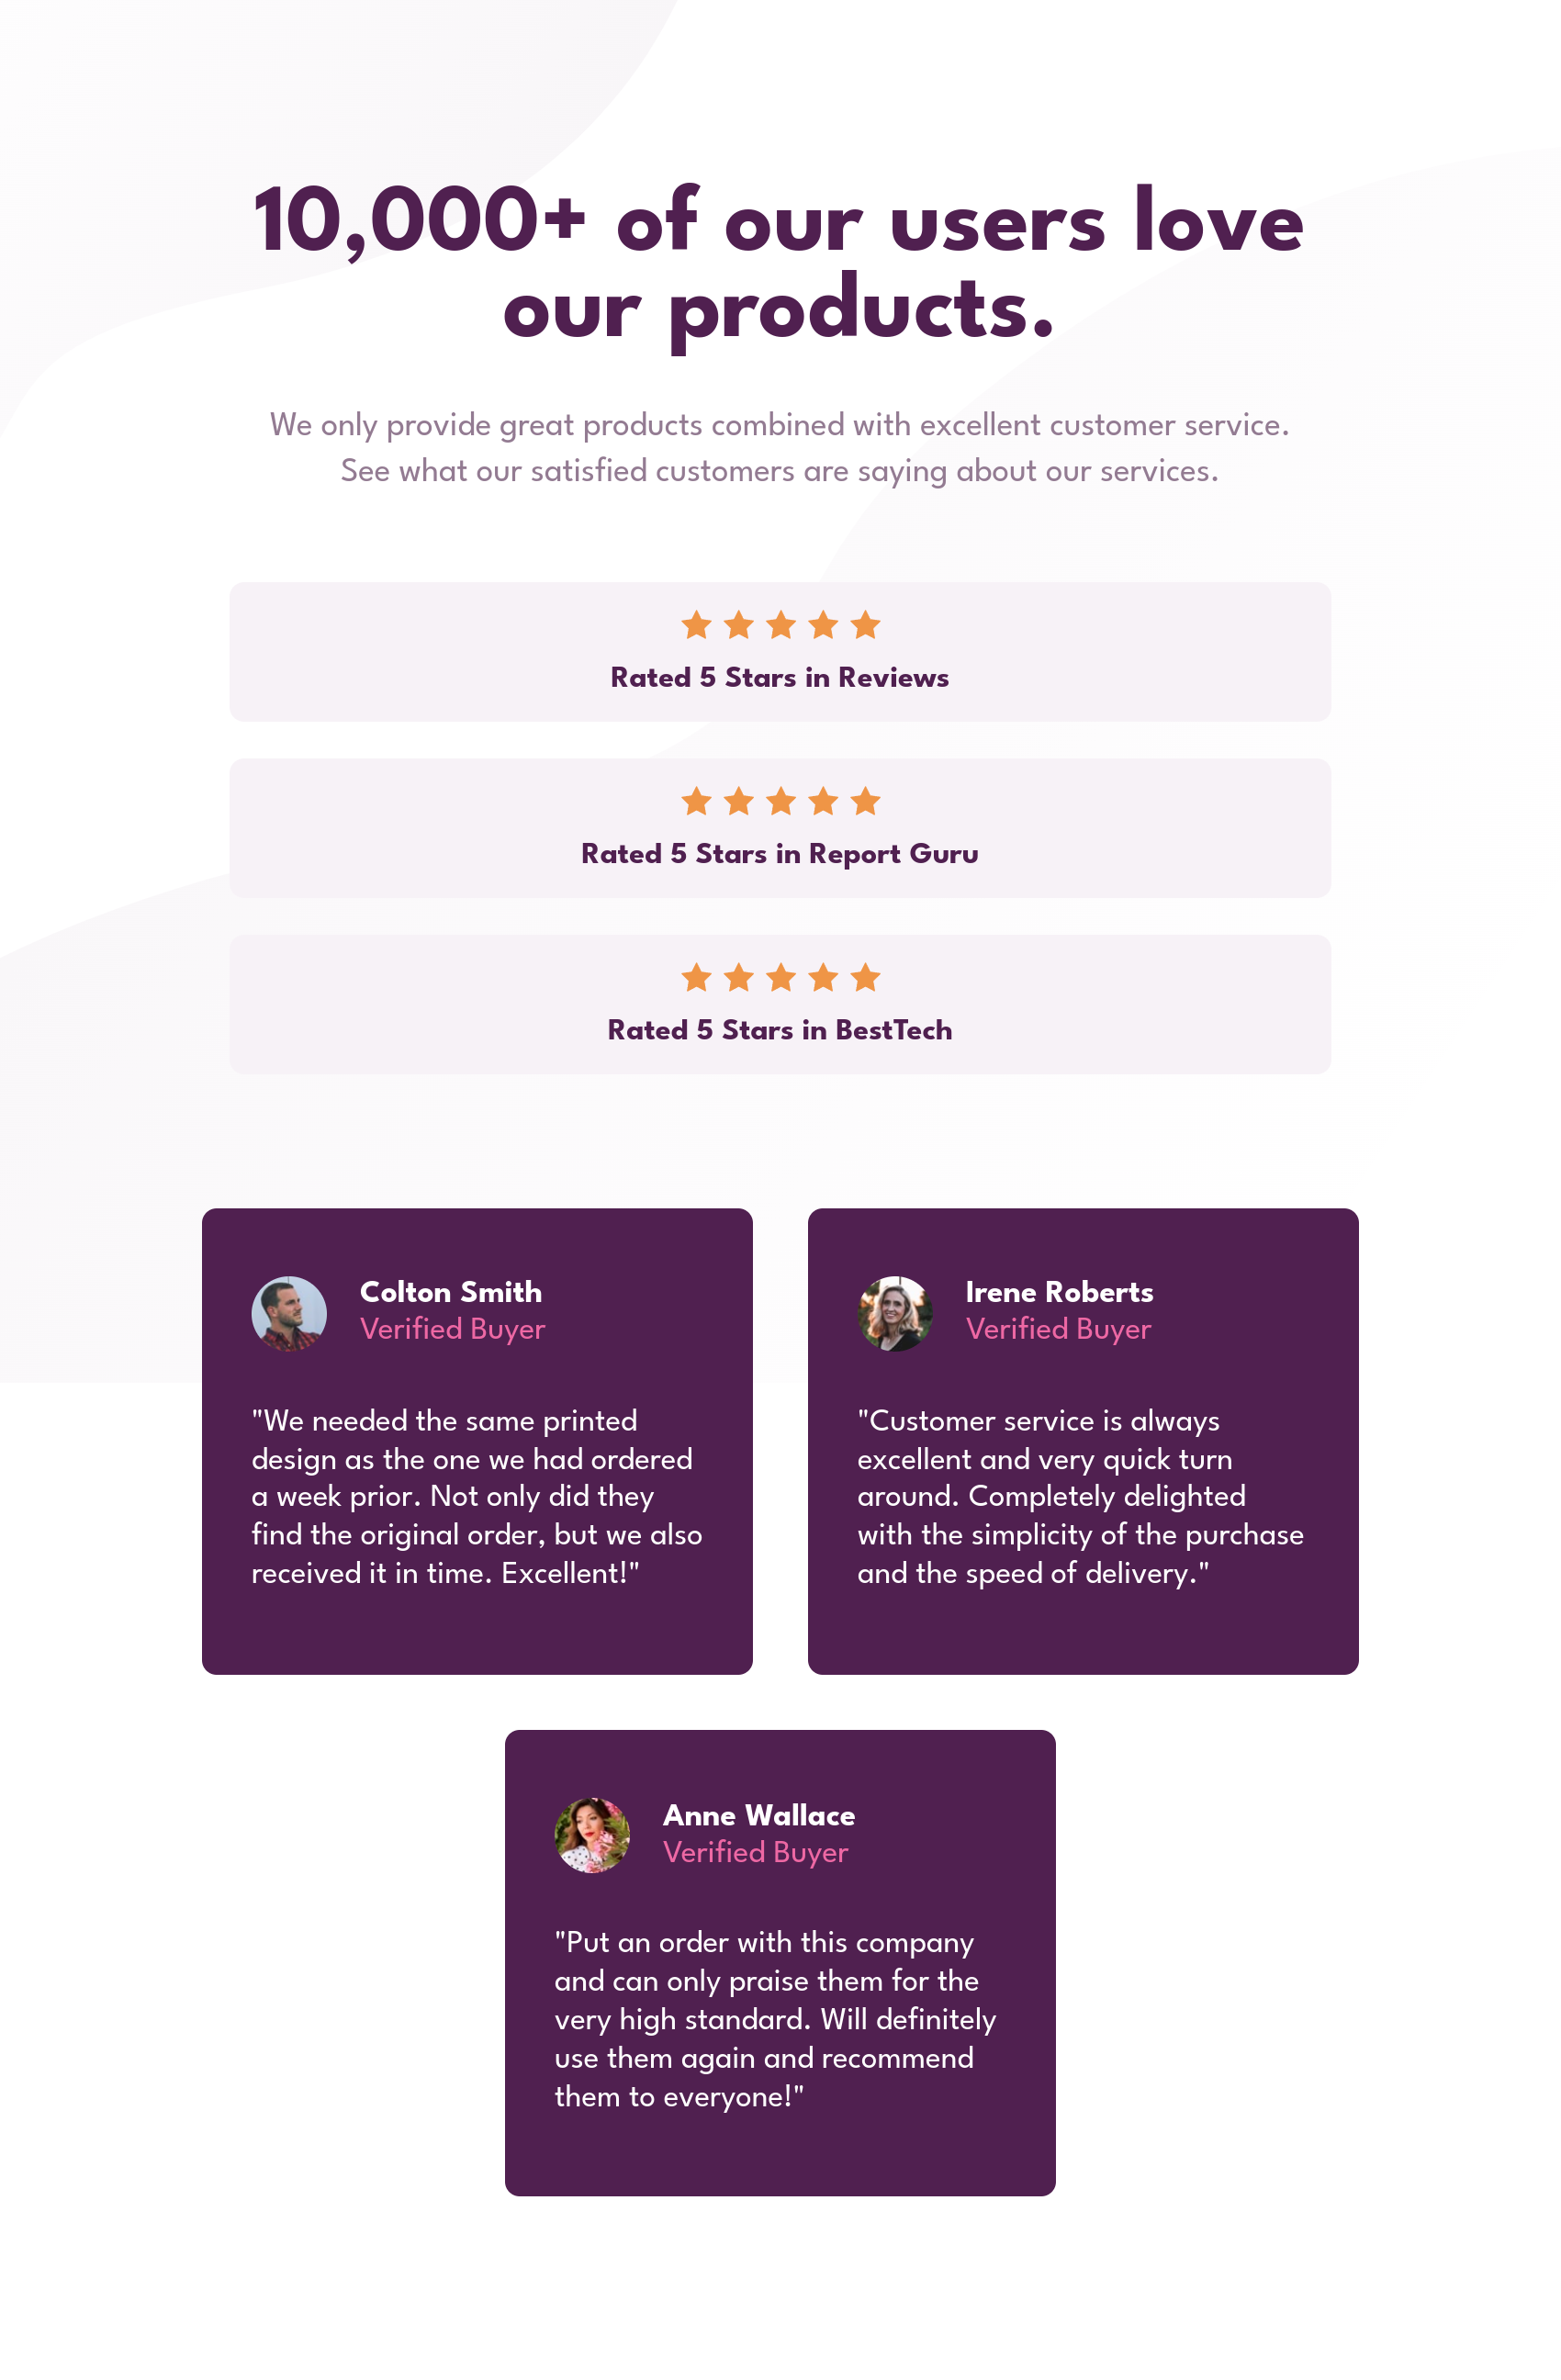 10,000+ of our users love
our products.
We only provide great products combined with excellent customer service.
See what our satisfied customers are saying about our services.
Rated 5 Stars in Reviews
Rated 5 Stars in Report Guru
Rated 5 Stars in BestTech
Colton Smith
Verified Buyer
"We needed the same printed
design as the one we had ordered
a week prior. Not only did they
find the original order, but we also
received it in time. Excellent!"
Irene Roberts
Verified Buyer
"Customer service is always
excellent and very quick turn
around. Completely delighted
with the simplicity of the purchase
and the speed of delivery."
Anne Wallace
Verified Buyer
"Put an order with this company
and can only praise them for the
very high standard. Will definitely
use them again and recommend
them to everyone!"